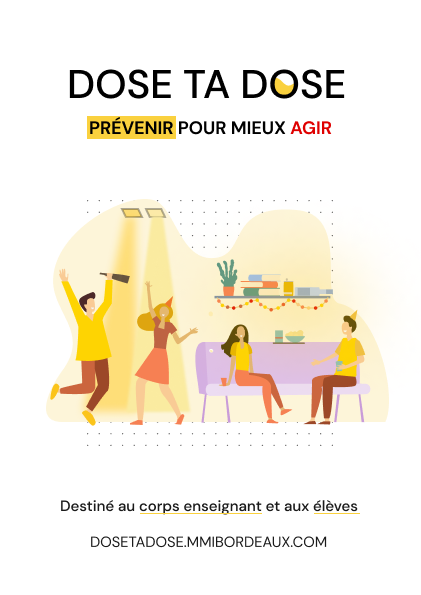 DOSE TA DOSE
PRÉVENIR POUR MIEUX AGIR
Destiné au corps enseignant et aux élèves
DOSETADOSE.MMIBORDEAUX.COM